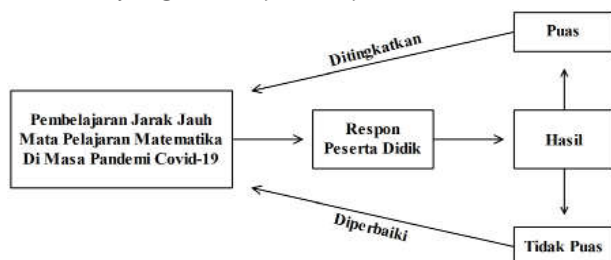 Puas
Ditingkatkan
Pembelajaran Jarak Jauh
Mata Pelajaran Matematika
Di Masa Pandemi Covid-19
Respon
Peserta Didik
Hasil
Diperbaiki
Tidak Puas